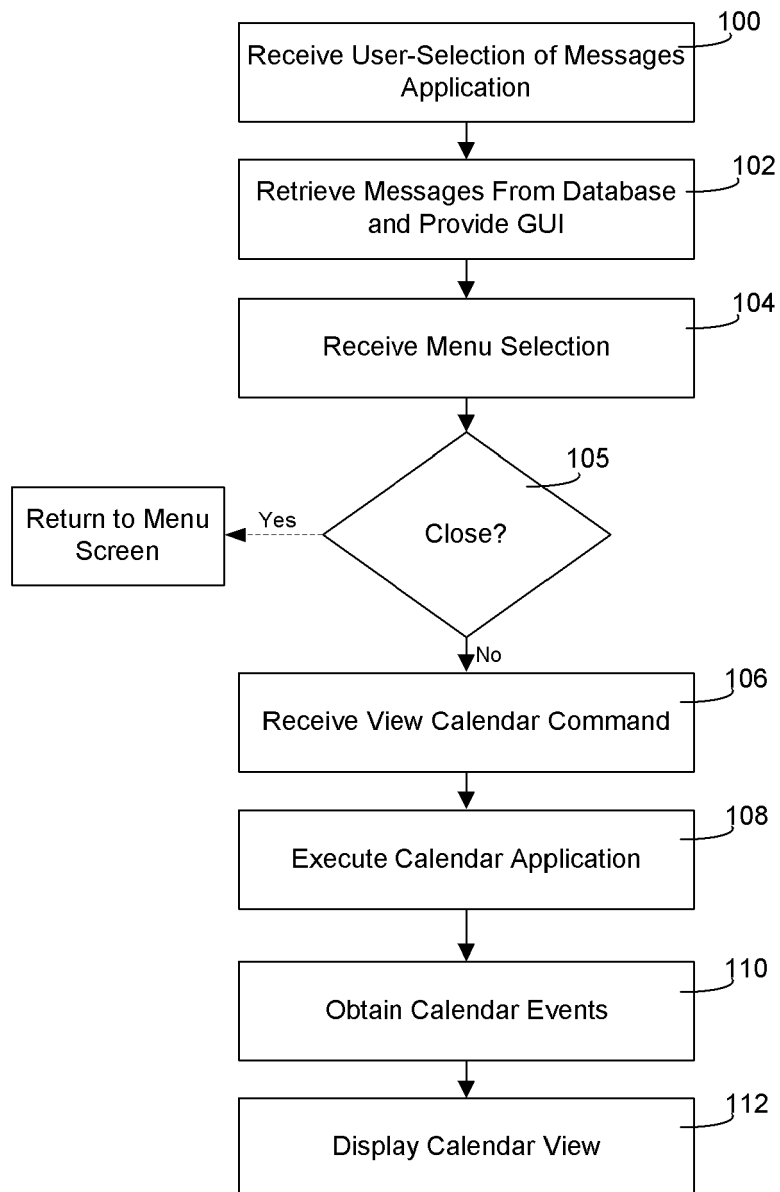 100
Receive User-Selection of Messages
Application
102
Retrieve Messages From Database
and Provide GUI
104
Receive Menu Selection
105
Close?
Yes
Return to Menu
Screen
No
106
Receive View Calendar Command
108
Execute Calendar Application
110
Obtain Calendar Events
112
Display Calendar View